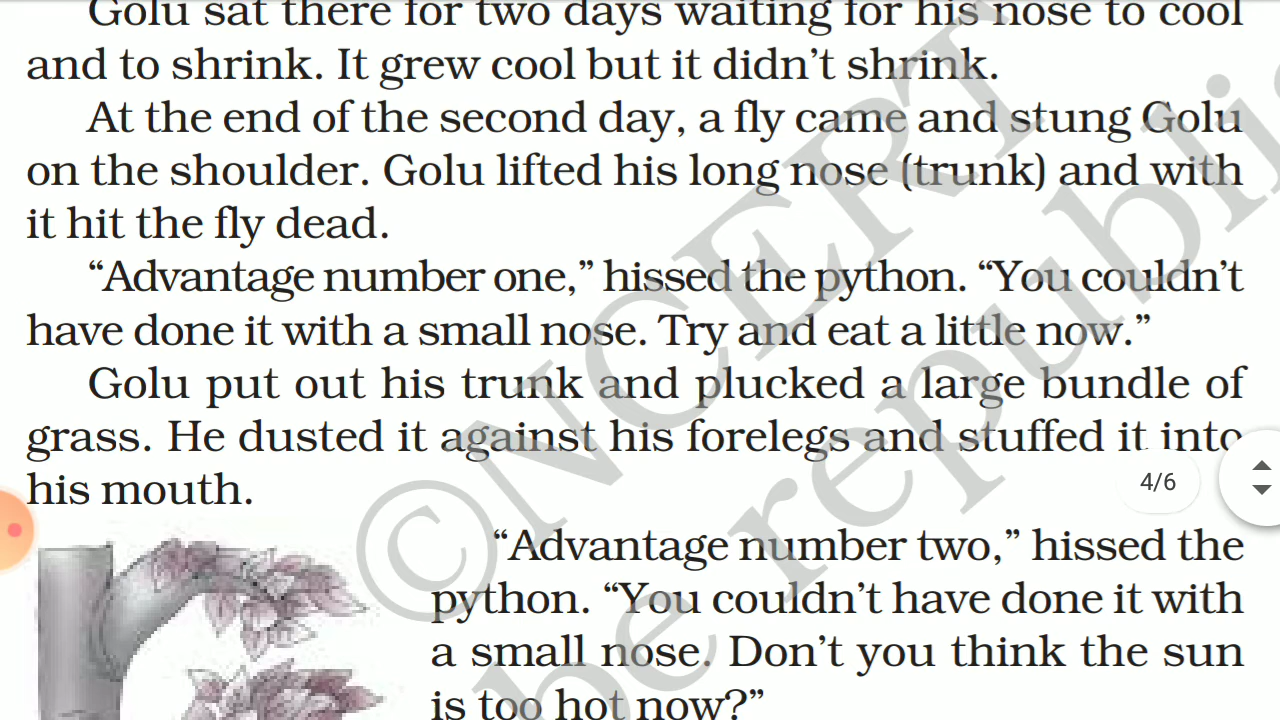 Golu sat there for two days waiting for his nose to cool
and to shrink. It grew cool but it didn’t shrink.
At the end of the second day, a fly came and stung Golu
on the shoulder. Golu lifted his long nose (trunk) and with
it hit the fly dead.
“Advantage number one,” hissed the python. “You couldn’t
have done it with a small nose. Try and eat a little now.”
Golu put out his trunk and plucked a large bundle of
grass. He dusted it against his forelegs and stuffed it into
his mouth.
4/6
“Advantage number two,” hissed the
python. “You couldn’t have done it with
a small nose. Don’t you think the sun
is too hot now?”
©NCERT
be republis